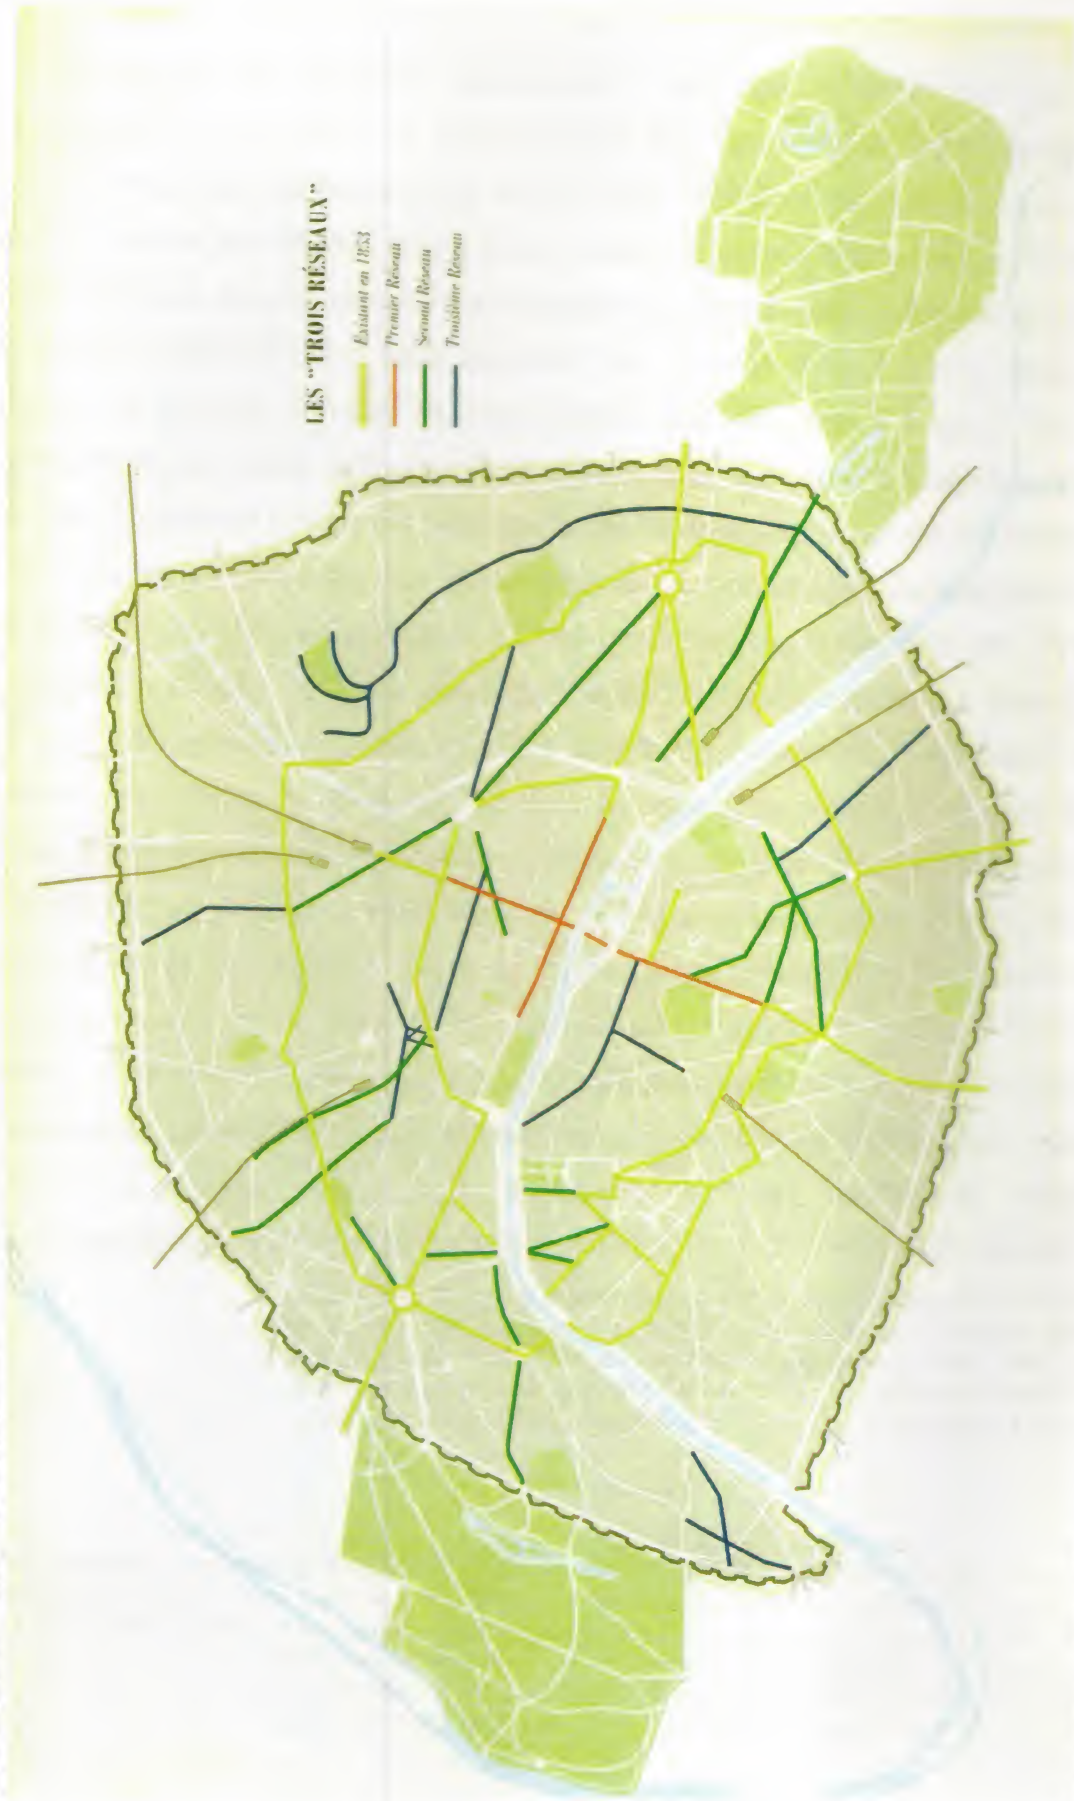 LES "TROIS RÉSEAUX"
Existant en 1853
Premier Réseau
Second Réseau
Troisième Réseau